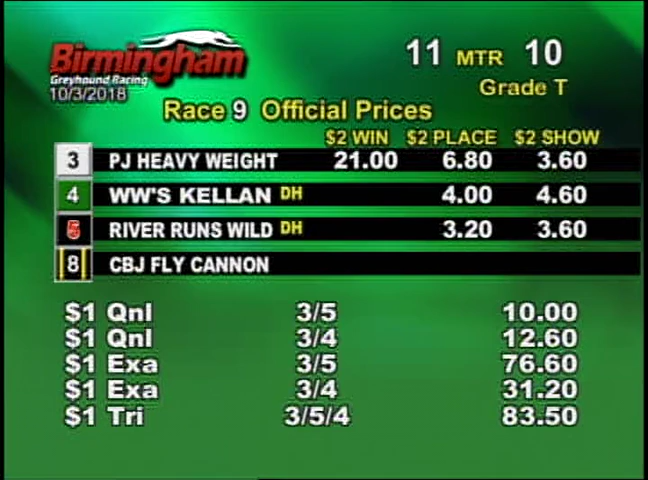 Birmingham
Greyhound Racing
10/3/2018
11 MTR 10
Grade T
Race 9 Official Prices
$2 WIN $2 PLACE $2 SHOW
3 PJ HEAVY WEIGHT 21.00 6.80 3.60
4 WW'S KELLAN DH 4.00 4.60
5 RIVER RUNS WILD DH 3.20 3.60
8 CBJ FLY CANNON
$1 Qnl 3/5 10.00
$1 Qnl 3/4 12.60
$1 Exa 3/5 76.60
$1 Exa 3/4 31.20
$1 Tri 3/5/4 83.50